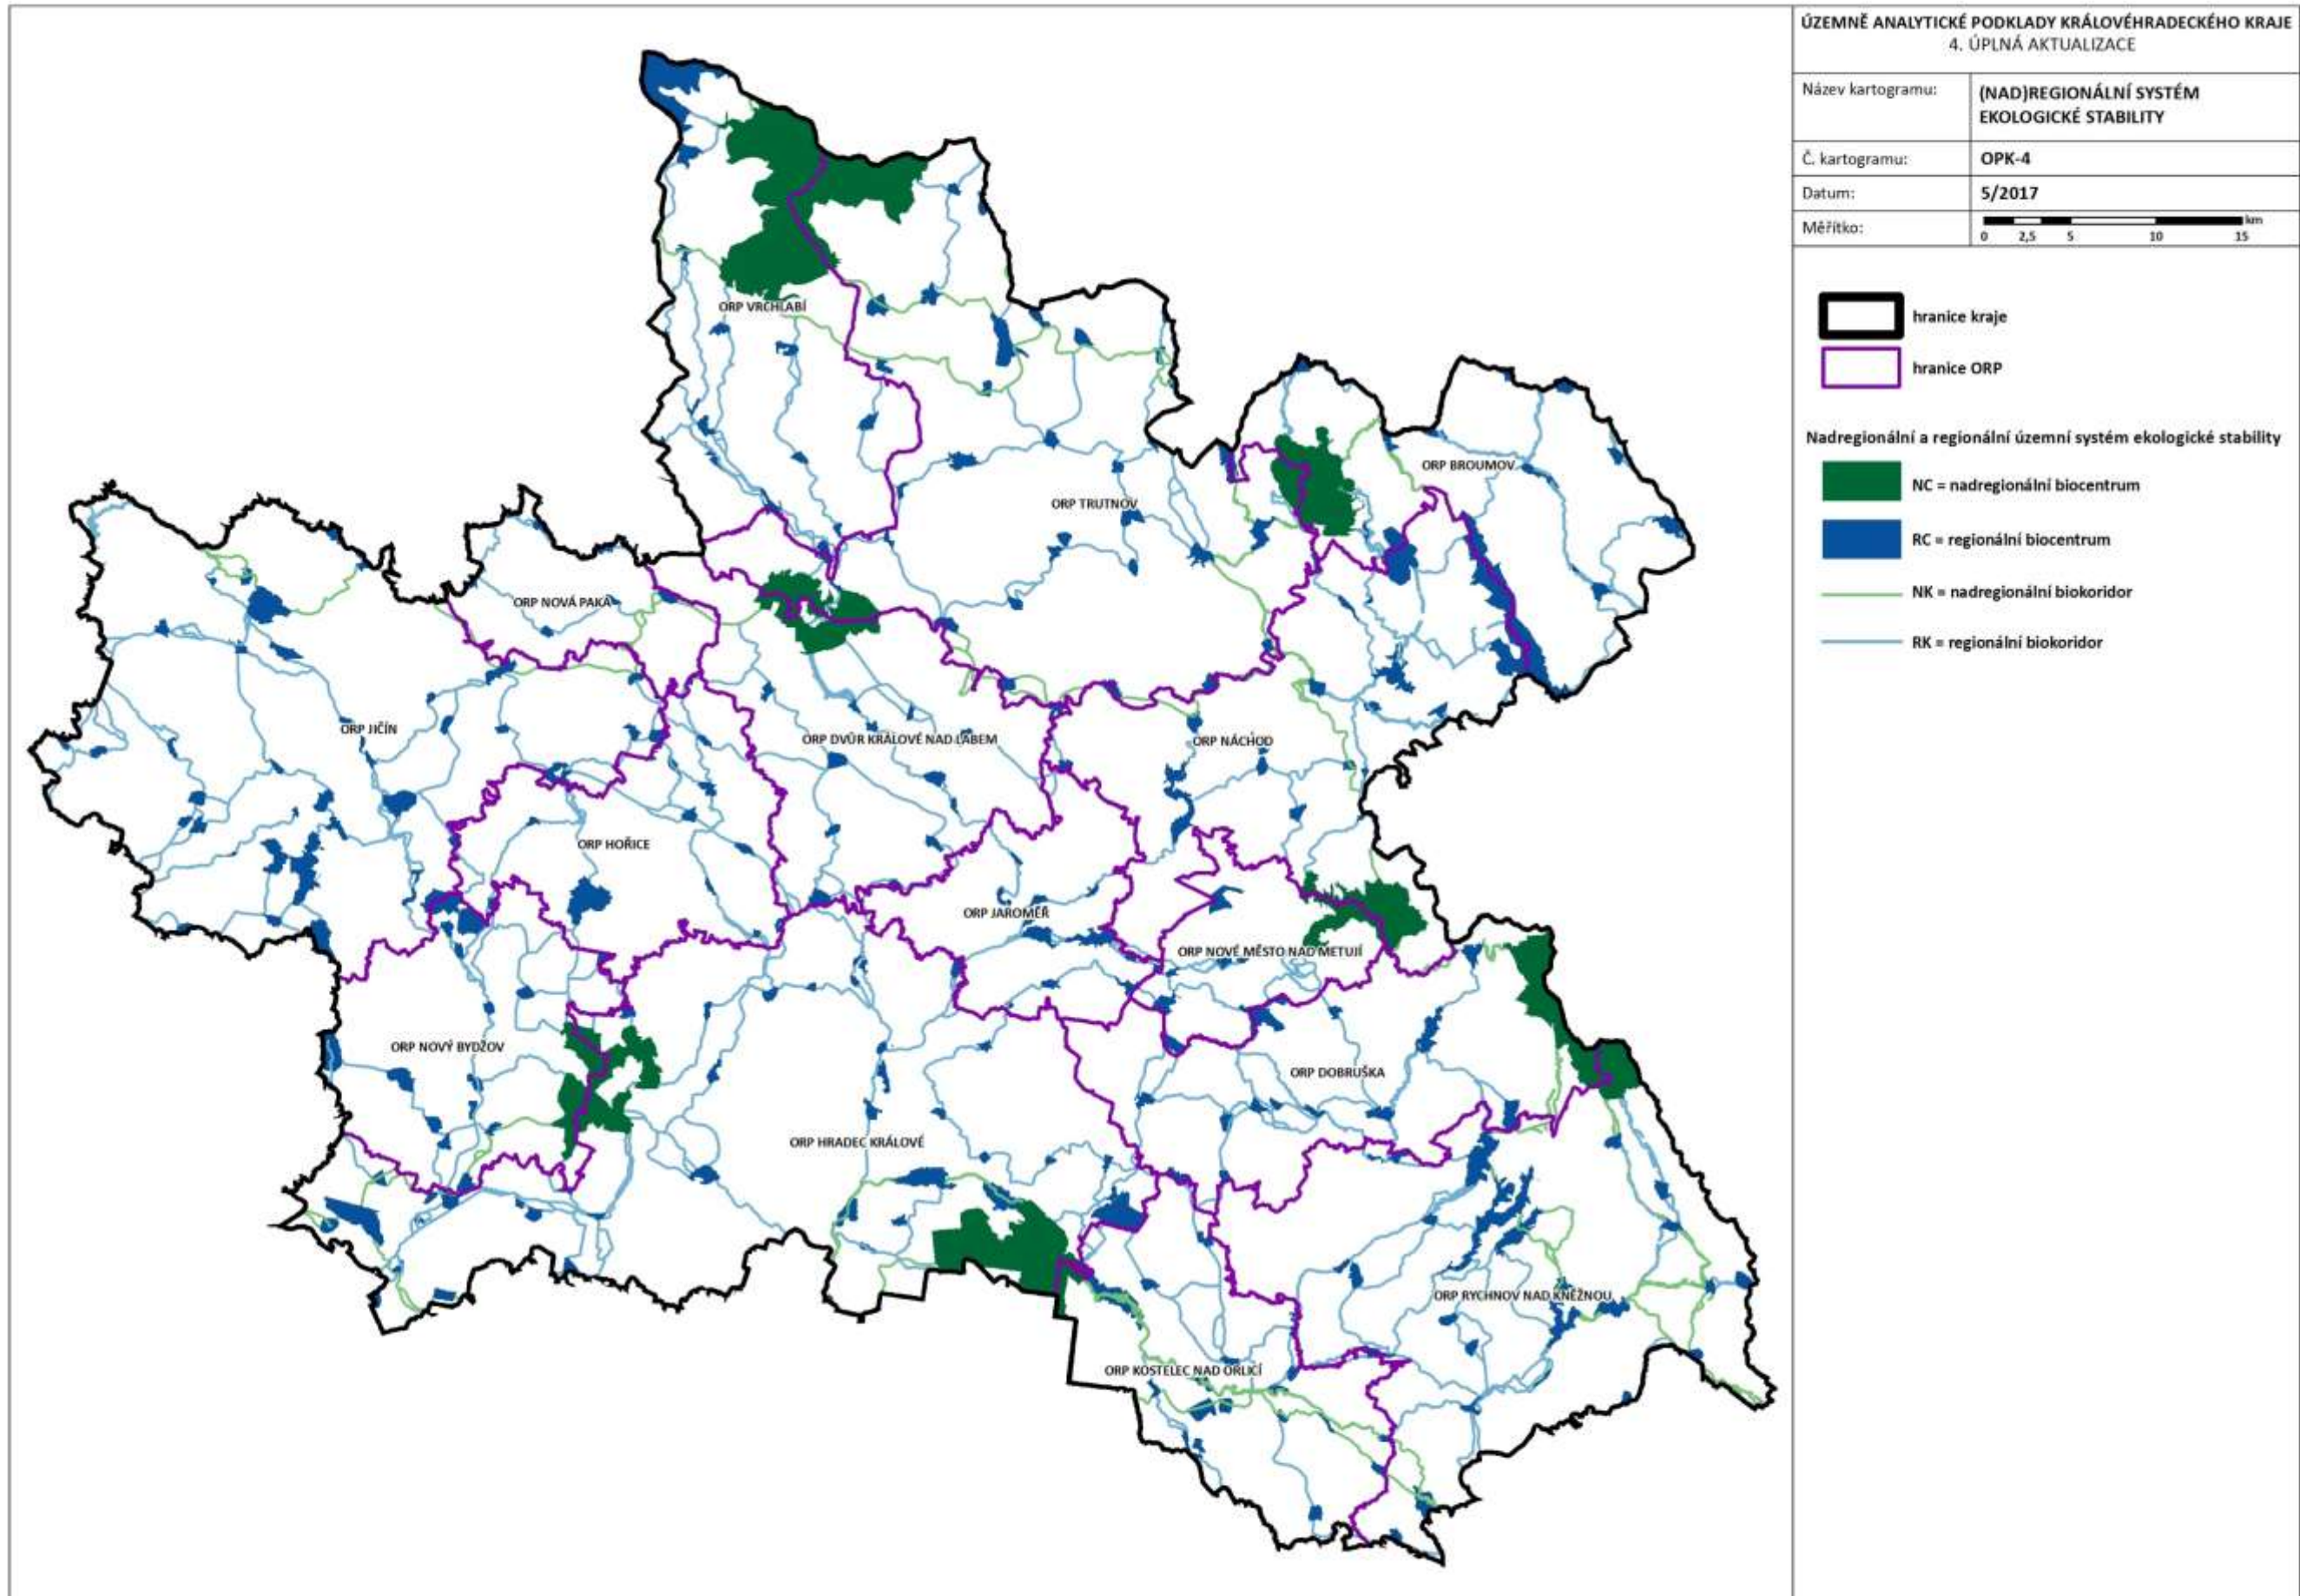 ÚZEMNĚ ANALYTICKÉ PODKLADY KRÁLOVÉHRADECKÉHO KRAJE
4. ÚPLNÁ AKTUALIZACE
Název kartogramu:
(NAD)REGIONÁLNÍ SYSTÉM
EKOLOGICKÉ STABILITY
Č. kartogramu:
OPK-4
Datum:
5/2017
Měřítko:
km
0 2,5 5 10 15
hranice kraje
hranice ORP
Nadregionální a regionální územní systém ekologické stability
NC = nadregionální biocentrum
RC = regionální biocentrum
NK = nadregionální biokoridor
RK = regionální biokoridor
ORP VRCHLABÍ
ORP BROUMOV
ORP TRUTNOV
ORP NOVÁ PAKA
ORP JIČÍN
ORP DVŮR KRÁLOVÉ NAD LABEM
ORP NÁCHOD
ORP HOŘICE
ORP JAROMĚŘ
ORP NOVÉ MĚSTO NAD METUJÍ
ORP NOVÝ BYDŽOV
ORP DOBRUŠKA
ORP HRADEC KRÁLOVÉ
ORP RYCHNOV NAD KNĚŽNOU
ORP KOSTELEC NAD ORLICÍ